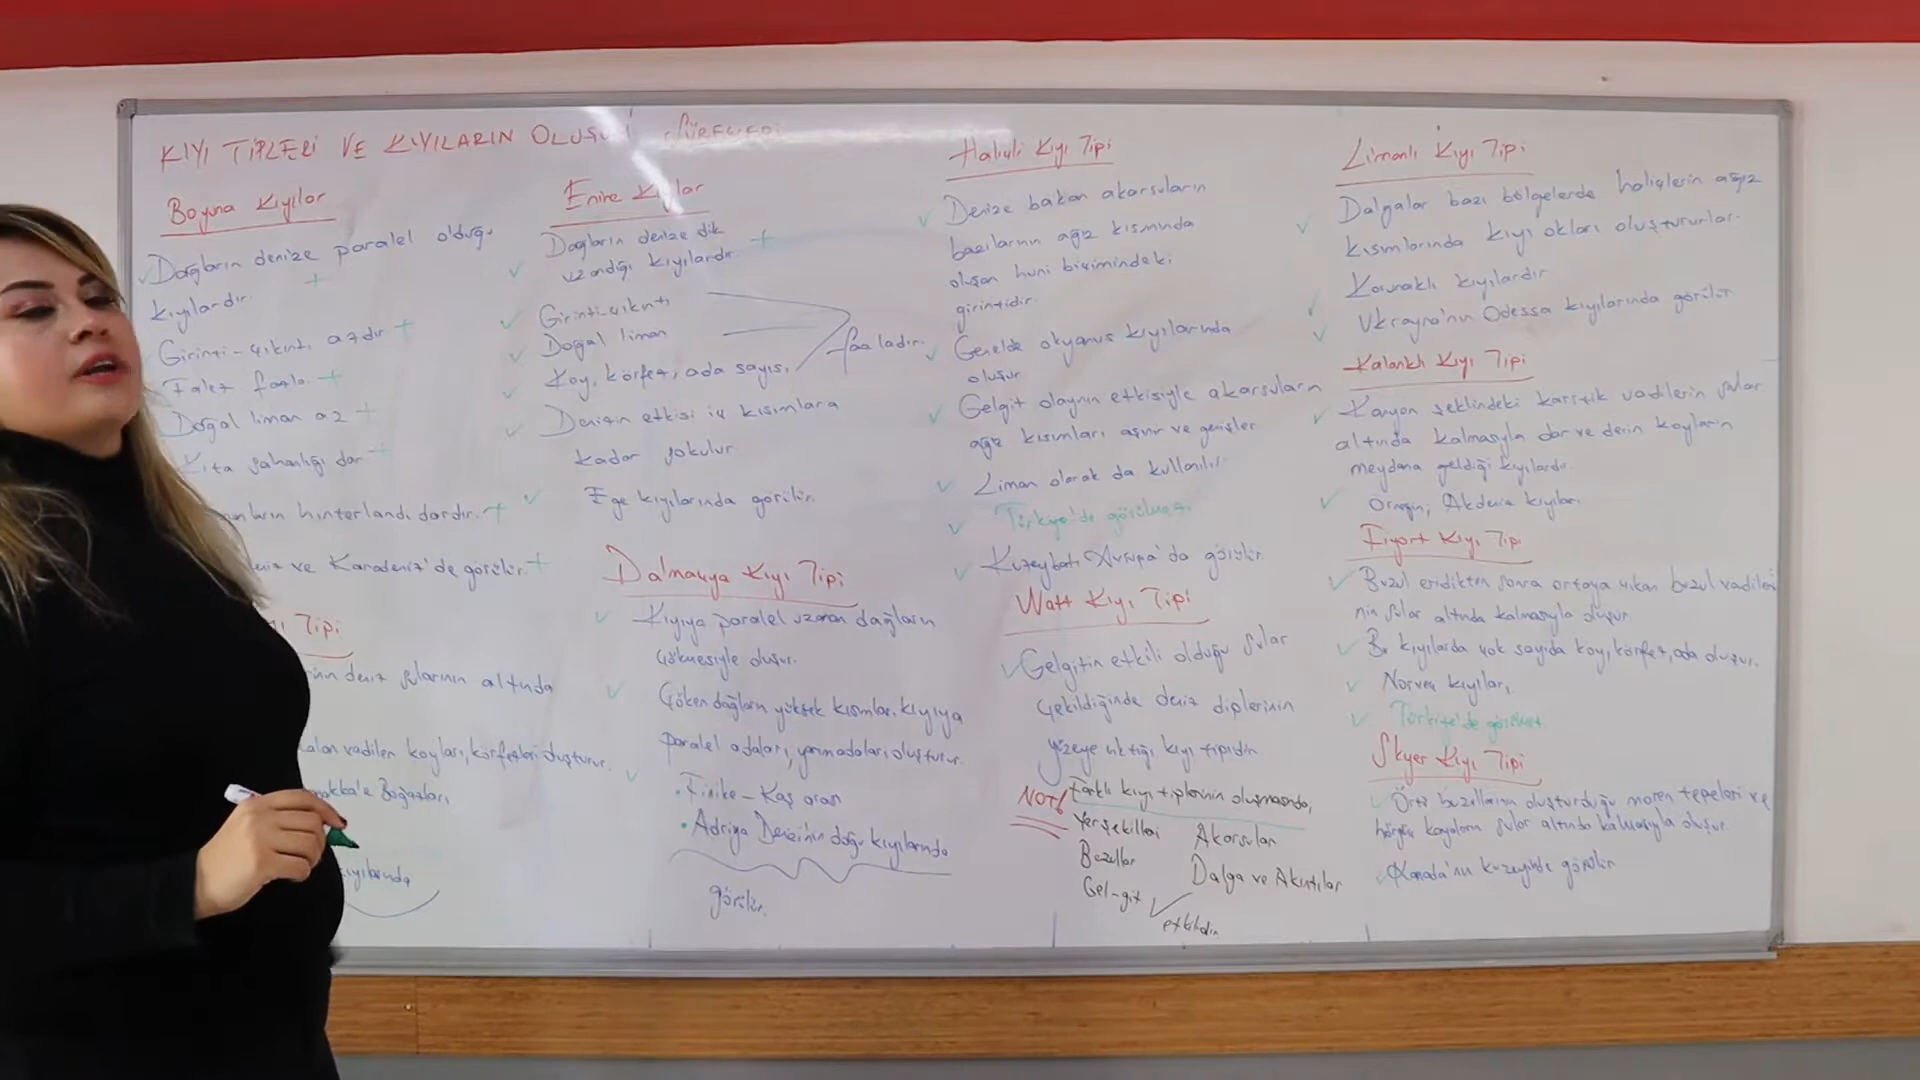 KIYI TİPLERİ VE KIYILARIN OLUŞUM SÜREÇLERİ
Boyuna Kıyılar
Dağların denize paralel olduğu
kıyılardır.
Girinti-çıkıntı azdır
Falez fazla
Doğal liman az
Kıta sahanlığı dar
hinterlandı dardır.
ve Karadeniz'de görülür.
Tipi
deniz sularının altında
kalan vadiler koyları, körfezleri oluşturur.
Boğazları
kıyılarında
Enine Kıyılar
Dağların denize dik
uzandığı kıyılardır.
Girinti-çıkıntı
Doğal liman
Koy, körfez, ada sayısı
fazladır.
Denizin etkisi iç kısımlara
kadar sokulur.
Ege kıyılarında görülür.
Dalmaçya Kıyı Tipi
Kıyıya paralel uzanan dağların
çökmesiyle oluşur.
Çöken dağların yüksek kısımları kıyıya
paralel adaları, yarımadaları oluşturur.
Finike - Kaş arası
Adriya Denizi'nin doğu kıyılarında
görülür.
Haliçli Kıyı Tipi
Denize bakan akarsuların
bazılarının ağız kısmında
oluşan huni biçimindeki
girintidir.
Genelde okyanus kıyılarında
oluşur
Gelgit olayının etkisiyle akarsuların
ağız kısımları aşınır ve genişler
Liman olarak da kullanılır.
Türkiye'de görülmez.
Kuzeybatı Avrupa'da görülür.
Watt Kıyı Tipi
Gelgitin etkili olduğu sular
çekildiğinde deniz diplerinin
yüzeye çıktığı kıyı tipidir
NOT! Farklı kıyı tiplerinin oluşmasında,
Yerşekilleri
Akarsular
Buzullar
Dalga ve Akıntılar
Gel-git
etkilidir
Limanlı Kıyı Tipi
Dalgalar bazı bölgelerde haliçlerin ağız
kısımlarında kıyı okları oluştururlar.
Korunaklı kıyılardır
Ukrayna'nın Odessa kıyılarında görülür
Kalanklı Kıyı Tipi
Kanyon şeklindeki karstik vadilerin sular
altında kalmasıyla dar ve derin koyların
meydana geldiği kıyılardır.
Örneğin; Akdeniz kıyıları
Fiyort Kıyı Tipi
Buzul eridikten sonra ortaya çıkan buzul vadileri
nin sular altında kalmasıyla oluşur
Bu kıyılarda çok sayıda koy, körfez, ada oluşur.
Norveç kıyıları,
Türkiye'de görülmez.
Skyer Kıyı Tipi
Örtü buzullarının oluşturduğu moren tepeleri ve
hörgüç kayaların sular altında kalmasıyla oluşur
Kanada'nın kuzeyinde görülür